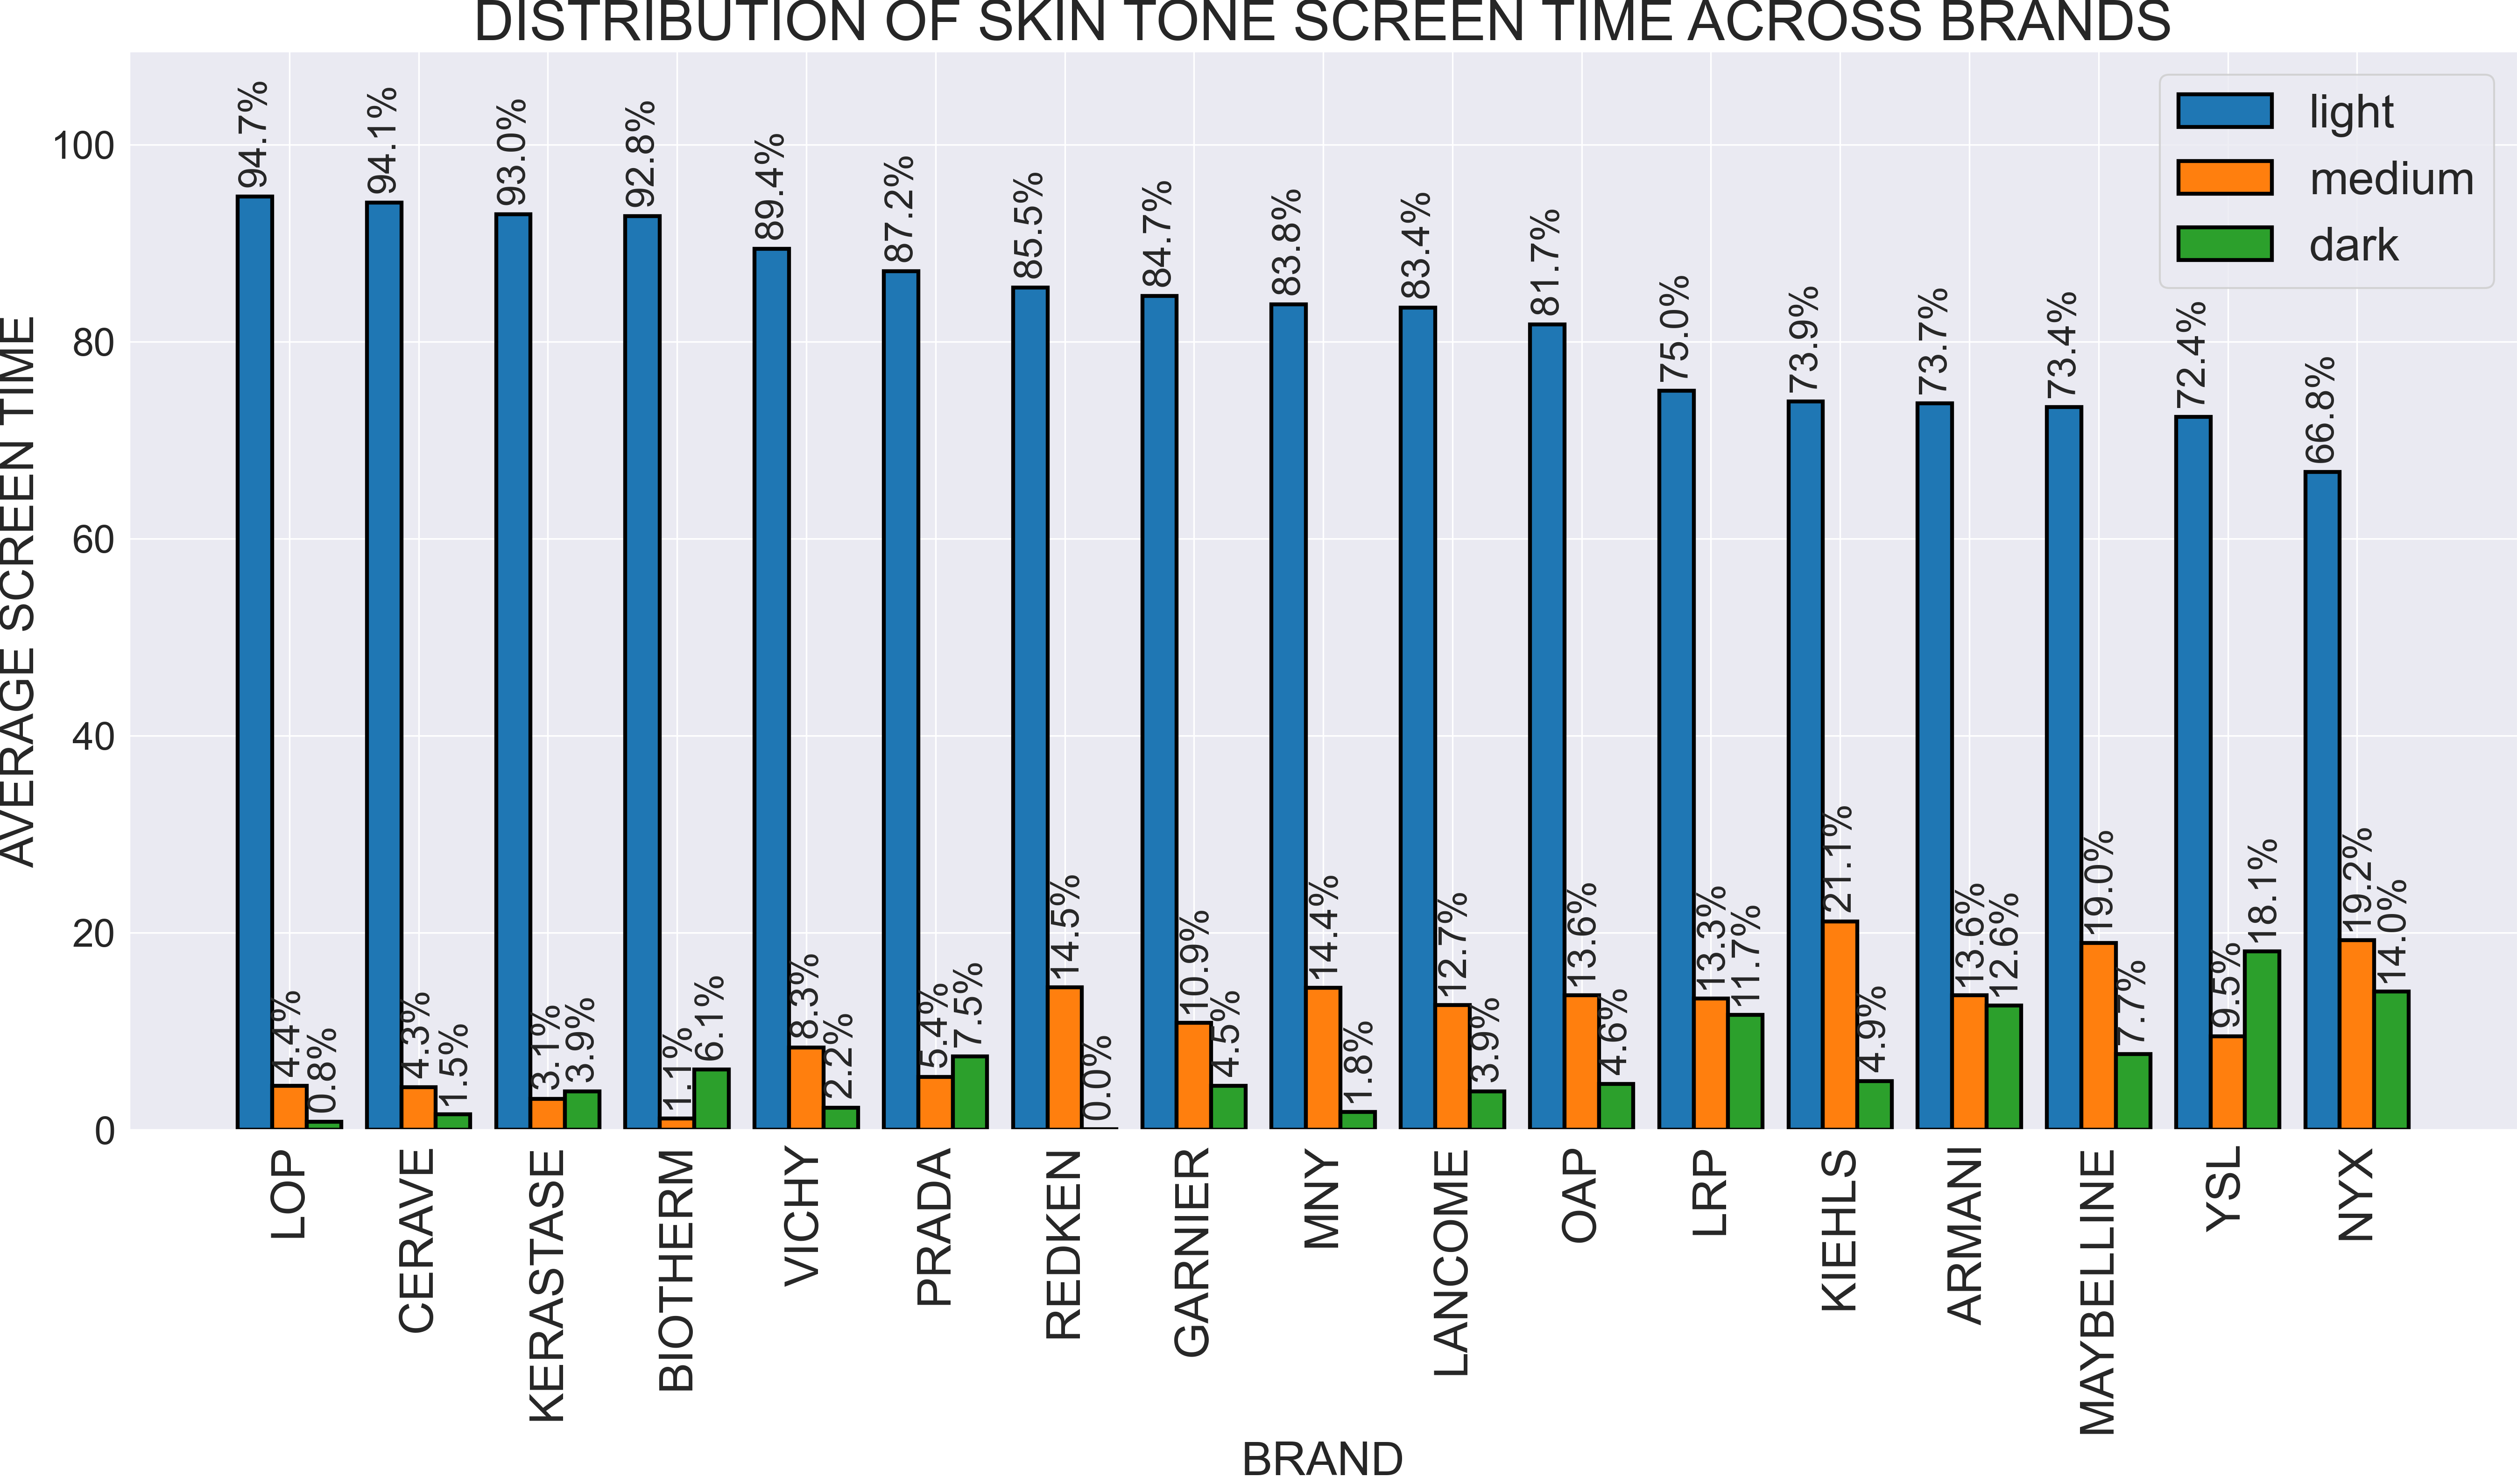 DISTRIBUTION OF SKIN TONE SCREEN TIME ACROSS BRANDS
AVERAGE SCREEN TIME
100
80
60
40
20
0
light
medium
dark
94.7%
4.4%
0.8%
94.1%
4.3%
1.5%
93.0%
3.1%
3.9%
92.8%
1.1%
6.1%
89.4%
8.3%
2.2%
87.2%
5.4%
7.5%
85.5%
14.5%
0.0%
84.7%
10.9%
4.5%
83.8%
14.4%
1.8%
83.4%
12.7%
3.9%
81.7%
13.6%
4.6%
75.0%
13.3%
11.7%
73.9%
21.1%
4.9%
73.7%
13.6%
12.6%
73.4%
19.0%
7.7%
72.4%
9.5%
18.1%
66.8%
19.2%
14.0%
LOP
CERAVE
KERASTASE
BIOTHERM
VICHY
PRADA
REDKEN
GARNIER
MNY
LANCOME
OAP
LRP
KIEHLS
ARMANI
MAYBELLINE
YSL
NYX
BRAND